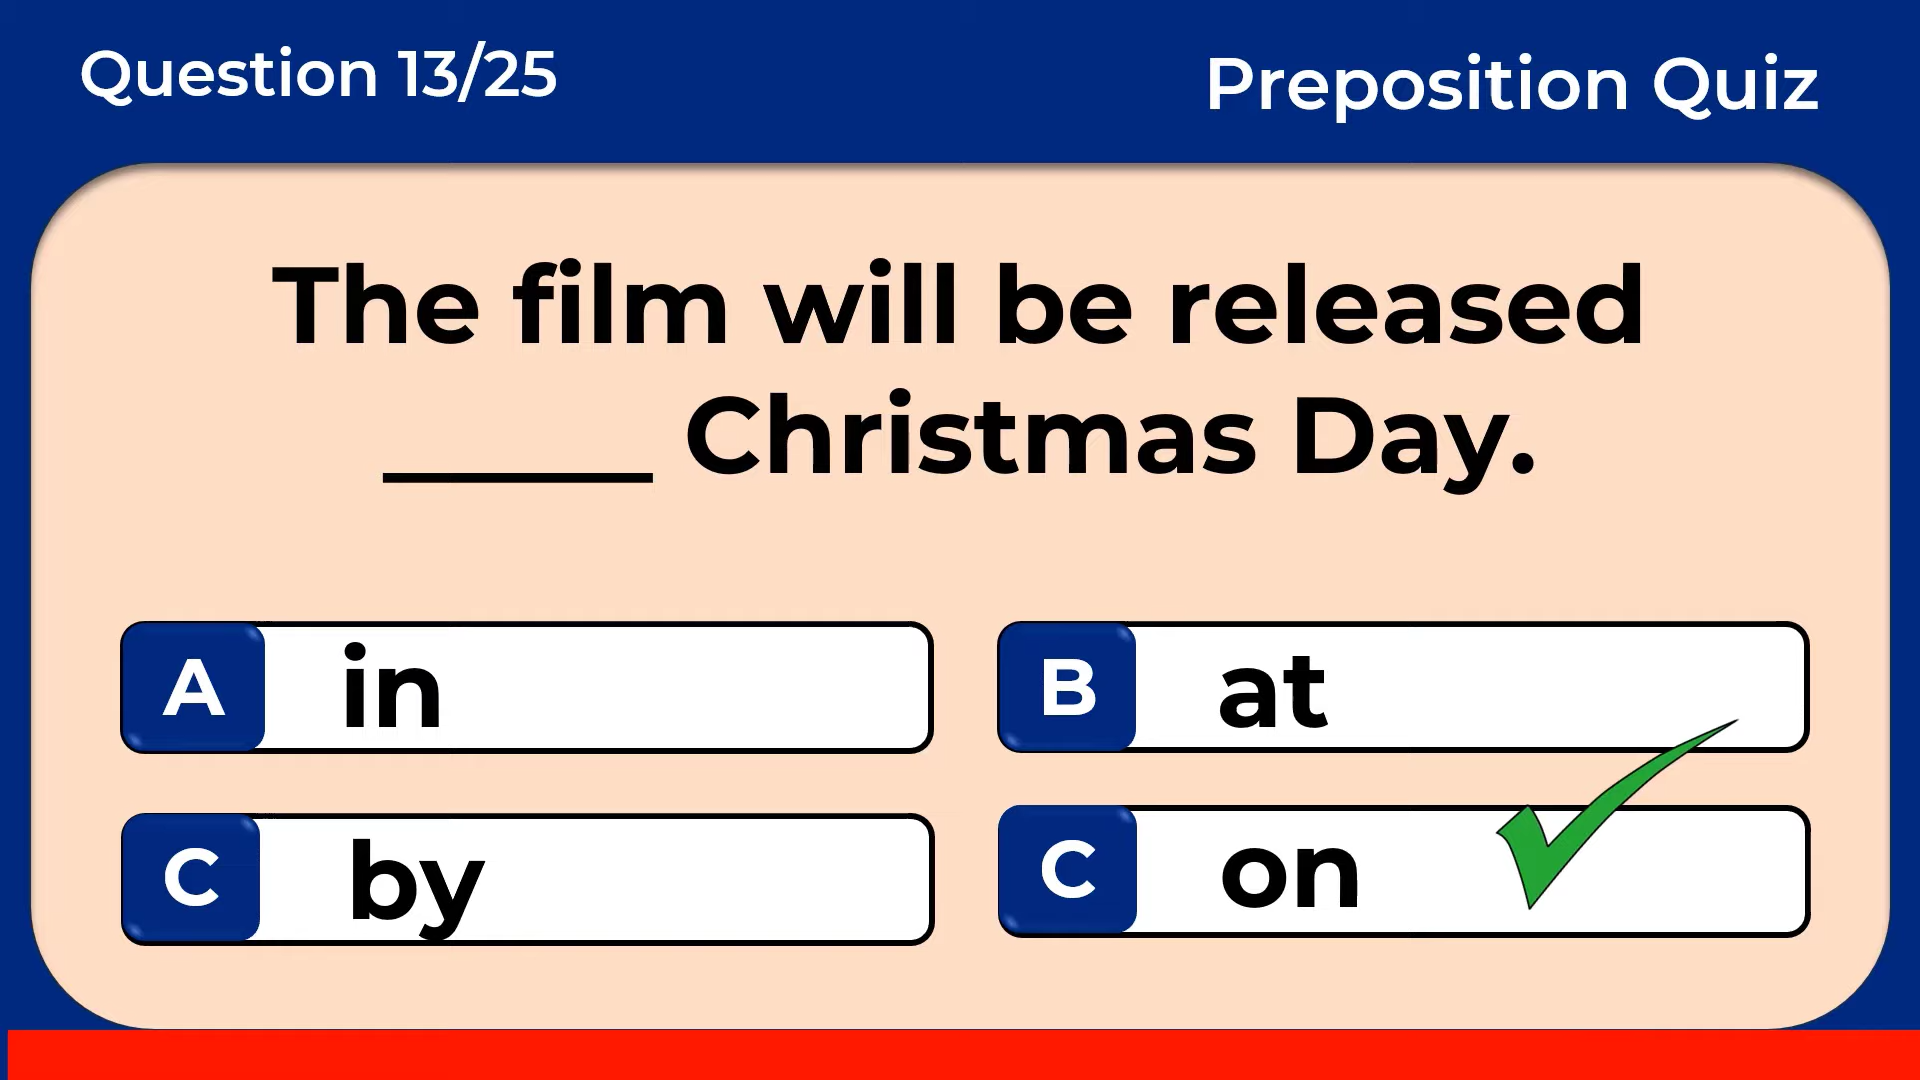 Question 13/25
Preposition Quiz
The film will be released
_____ Christmas Day.
A in
B at
C by
C on